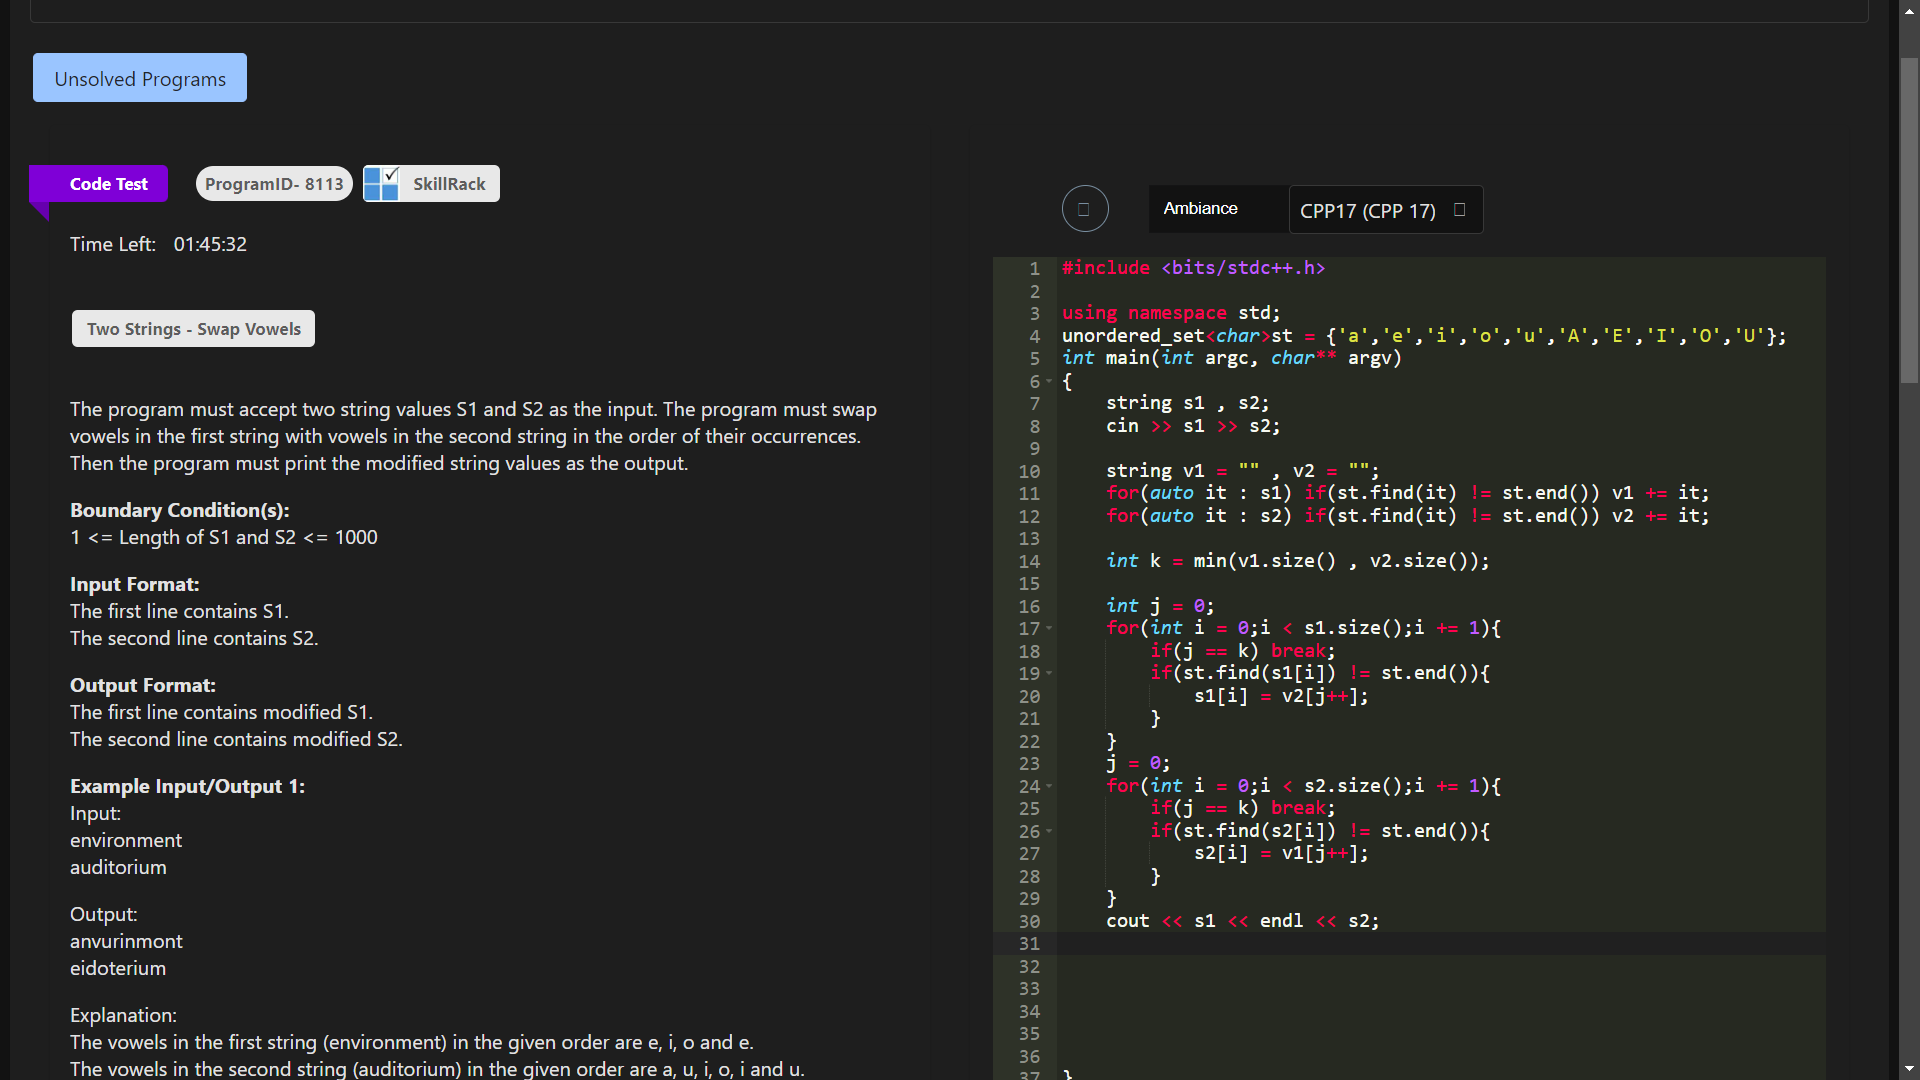 Unsolved Programs
Code Test
ProgramID- 8113
SkillRack
Time Left: 01:45:32
Two Strings - Swap Vowels
The program must accept two string values S1 and S2 as the input. The program must swap
vowels in the first string with vowels in the second string in the order of their occurrences.
Then the program must print the modified string values as the output.
Boundary Condition(s):
1 <= Length of S1 and S2 <= 1000
Input Format:
The first line contains S1.
The second line contains S2.
Output Format:
The first line contains modified S1.
The second line contains modified S2.
Example Input/Output 1:
Input:
environment
auditorium
Output:
anvurinmont
eidoterium
Explanation:
The vowels in the first string (environment) in the given order are e, i, o and e.
The vowels in the second string (auditorium) in the given order are a, u, i, o, i and u.
Ambiance
CPP17 (CPP 17)
1 #include <bits/stdc++.h>
2
3 using namespace std;
4 unordered_set<char>st = {'a','e','i','o','u','A','E','I','O','U'};
5 int main(int argc, char** argv)
6 {
7     string s1 , s2;
8     cin >> s1 >> s2;
9
10     string v1 = "" , v2 = "";
11     for(auto it : s1) if(st.find(it) != st.end()) v1 += it;
12     for(auto it : s2) if(st.find(it) != st.end()) v2 += it;
13
14     int k = min(v1.size() , v2.size());
15
16     int j = 0;
17     for(int i = 0;i < s1.size();i += 1){
18         if(j == k) break;
19         if(st.find(s1[i]) != st.end()){
20             s1[i] = v2[j++];
21         }
22     }
23     j = 0;
24     for(int i = 0;i < s2.size();i += 1){
25         if(j == k) break;
26         if(st.find(s2[i]) != st.end()){
27             s2[i] = v1[j++];
28         }
29     }
30     cout << s1 << endl << s2;
31
32
33
34
35
36
37 }